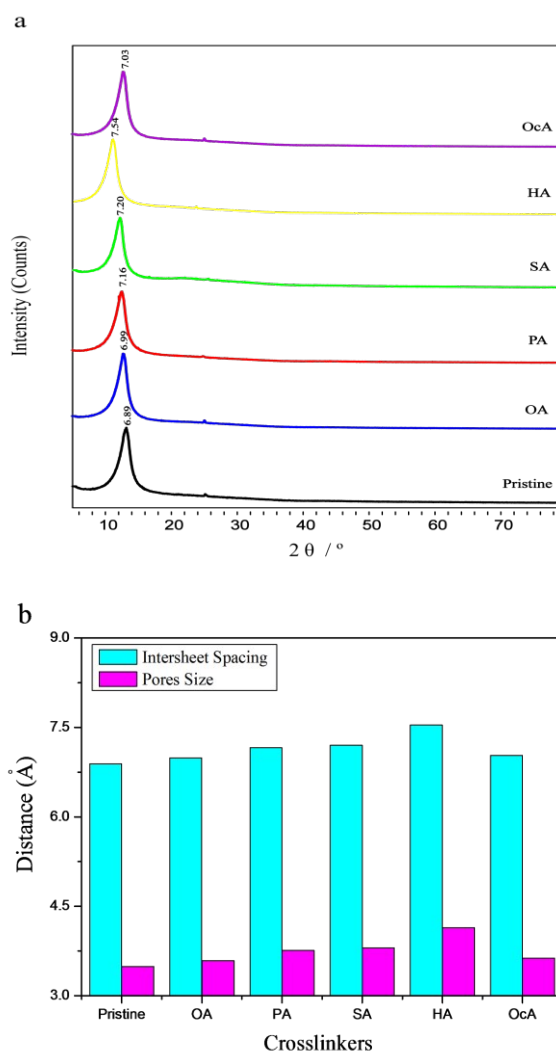 a
7.03
OcA
7.54
HA
7.20
SA
7.16
PA
6.99
OA
6.89
Pristine
Intensity (Counts)
10 20 30 40 50 60 70
2 θ / º
b
9.0
7.5
6.0
4.5
3.0
Intersheet Spacing
Pores Size
Distance (Å)
Pristine OA PA SA HA OcA
Crosslinkers